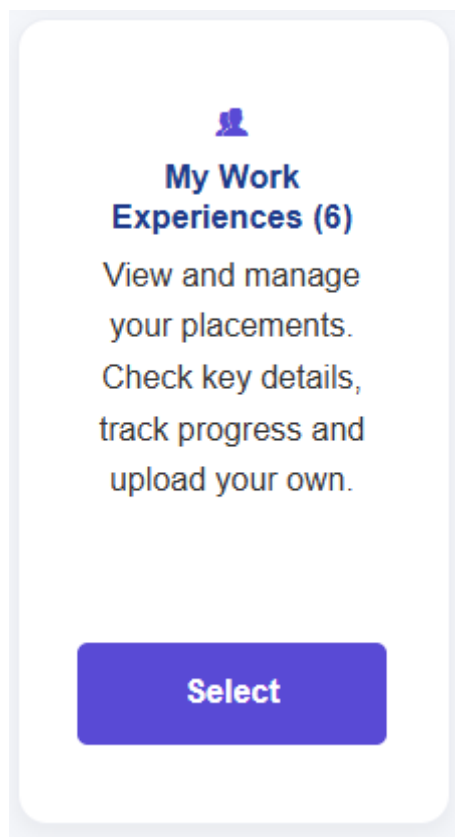 My Work
Experiences (6)
View and manage
your placements.
Check key details,
track progress and
upload your own.
Select